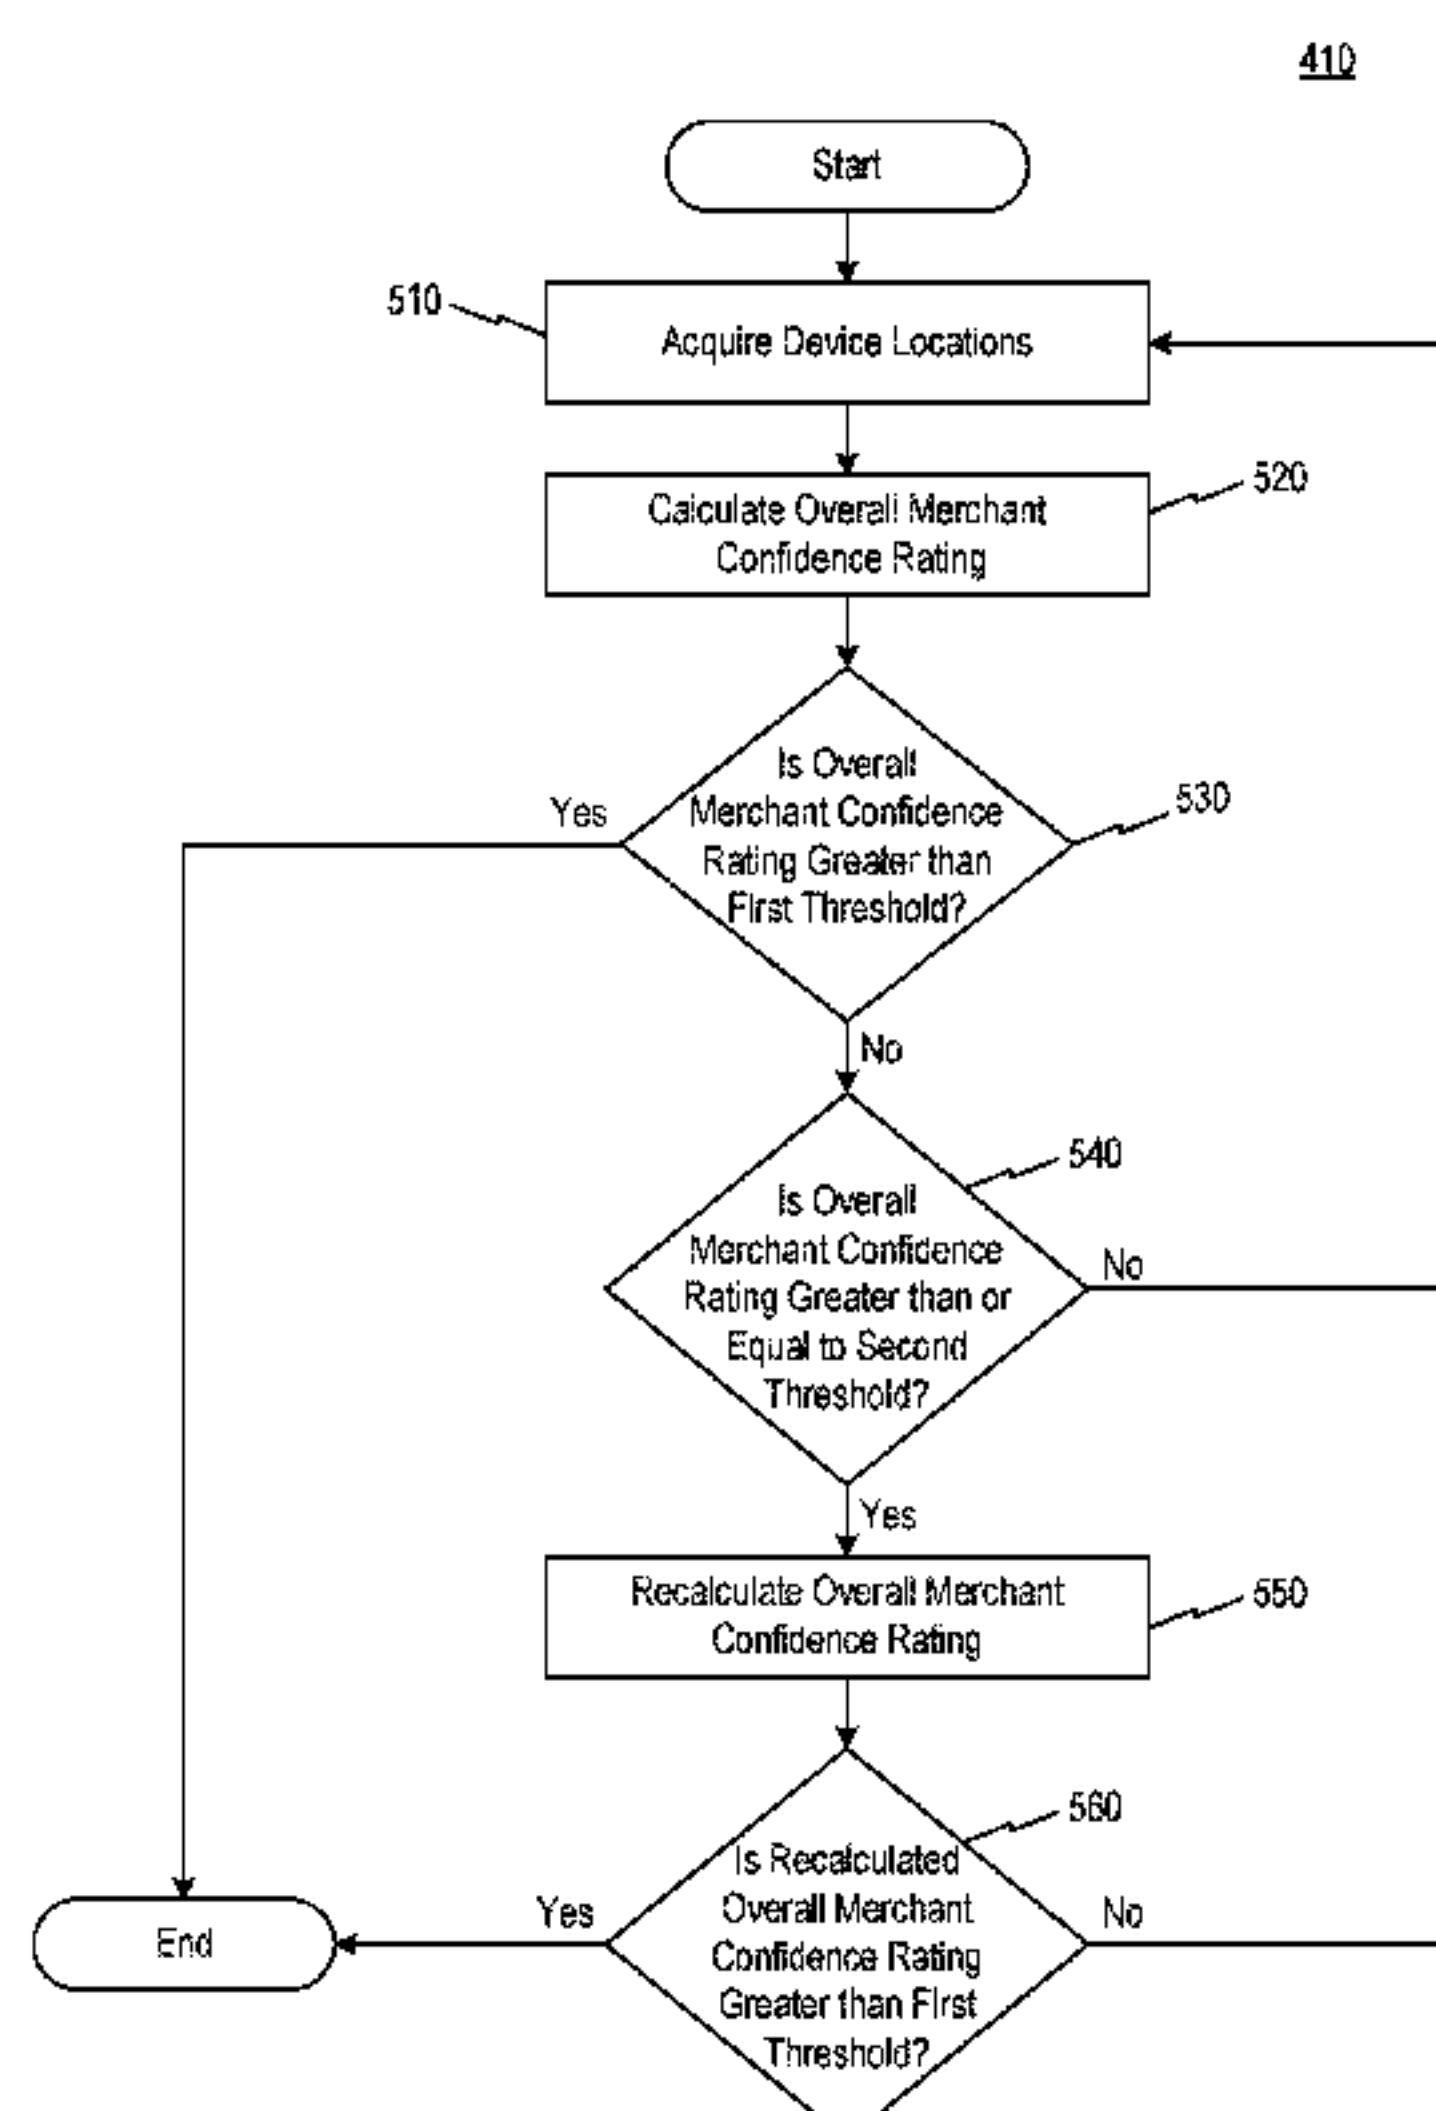 410
Start
510
Acquire Device Locations
520
Calculate Overall Merchant
Confidence Rating
Is Overall
Merchant Confidence
Rating Greater than
First Threshold?
530
Yes
No
540
Is Overall
Merchant Confidence
Rating Greater than or
Equal to Second
Threshold?
No
Yes
Recalculate Overall Merchant
Confidence Rating
550
560
Is Recalculated
Overall Merchant
Confidence Rating
Greater than First
Threshold?
Yes
No
End